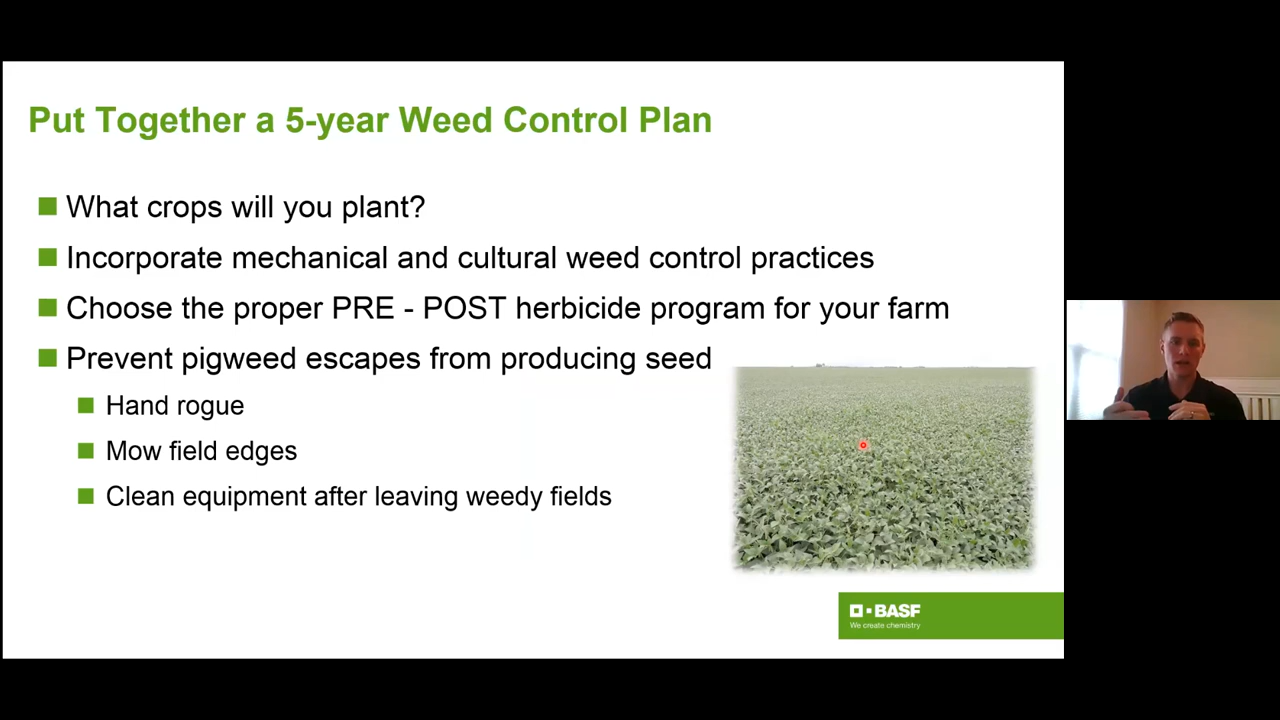 Put Together a 5-year Weed Control Plan
What crops will you plant?
Incorporate mechanical and cultural weed control practices
Choose the proper PRE - POST herbicide program for your farm
Prevent pigweed escapes from producing seed
Hand rogue
Mow field edges
Clean equipment after leaving weedy fields
BASF
We create chemistry